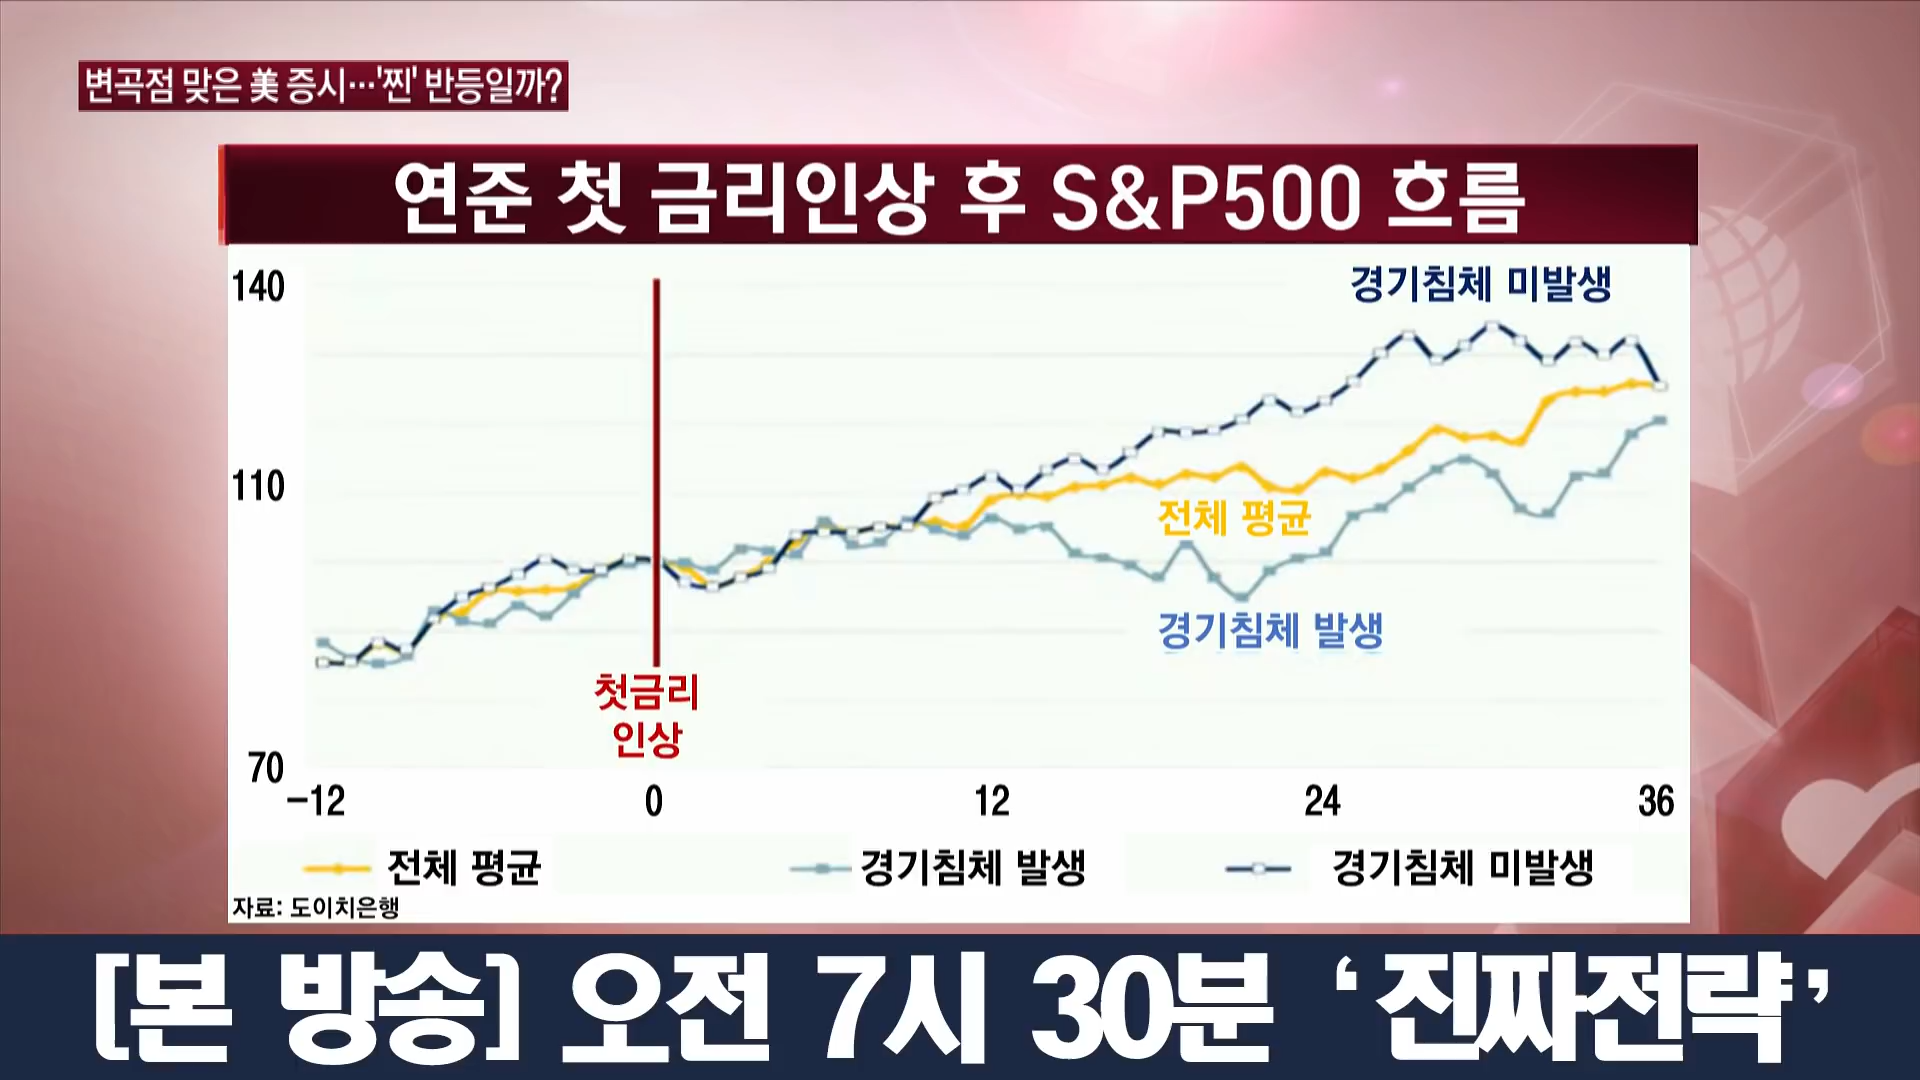 변곡점 맞은 美 증시…'찐' 반등일까?
연준 첫 금리인상 후 S&P500 흐름
140
경기침체 미발생
110
전체 평균
경기침체 발생
첫금리
인상
70
-12 0 12 24 36
전체 평균 경기침체 발생 경기침체 미발생
자료: 도이치은행
[본 방송] 오전 7시 30분 ‘진짜전략’